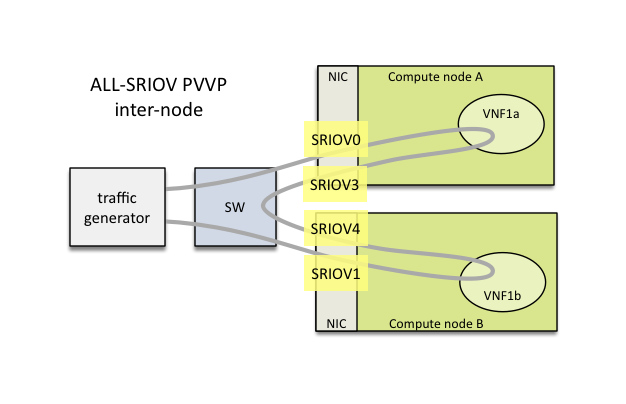 ALL-SRIOV PVVP
inter-node
NIC
Compute node A
VNF1a
SRIOV0
SRIOV3
traffic
generator
SW
SRIOV4
SRIOV1
VNF1b
NIC
Compute node B